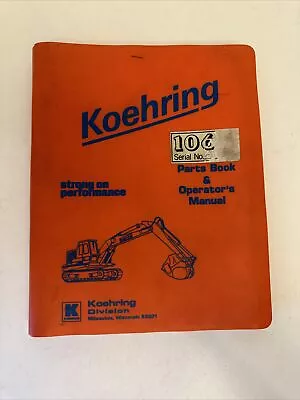 Koehring
106
Serial No.
Parts Book
&
Operator's
Manual
strong on
performance
K
Koehring
Division
Milwaukee, Wisconsin 53201